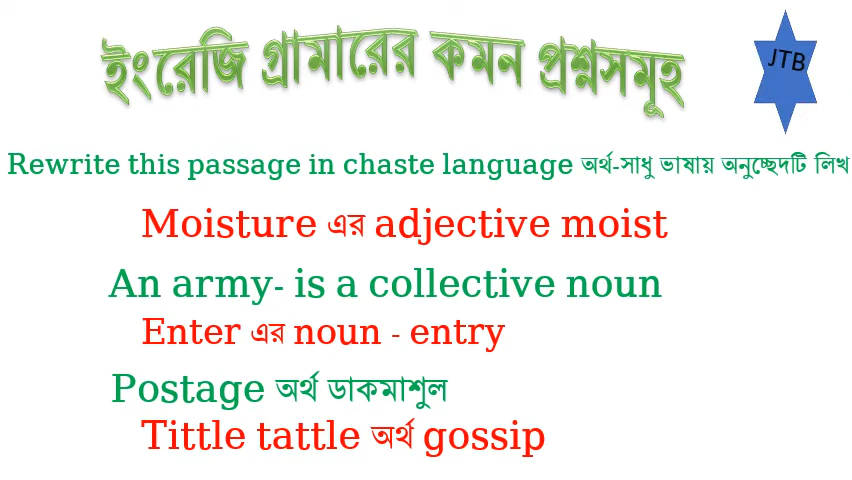 ইংরেজি গ্রামারের কমন প্রশ্নসমূহ
JTB
Rewrite this passage in chaste language অর্থ-সাধু ভাষায় অনুচ্ছেদটি লিখ
Moisture এর adjective moist
An army- is a collective noun
Enter এর noun - entry
Postage অর্থ ডাকমাশুল
Tittle tattle অর্থ gossip